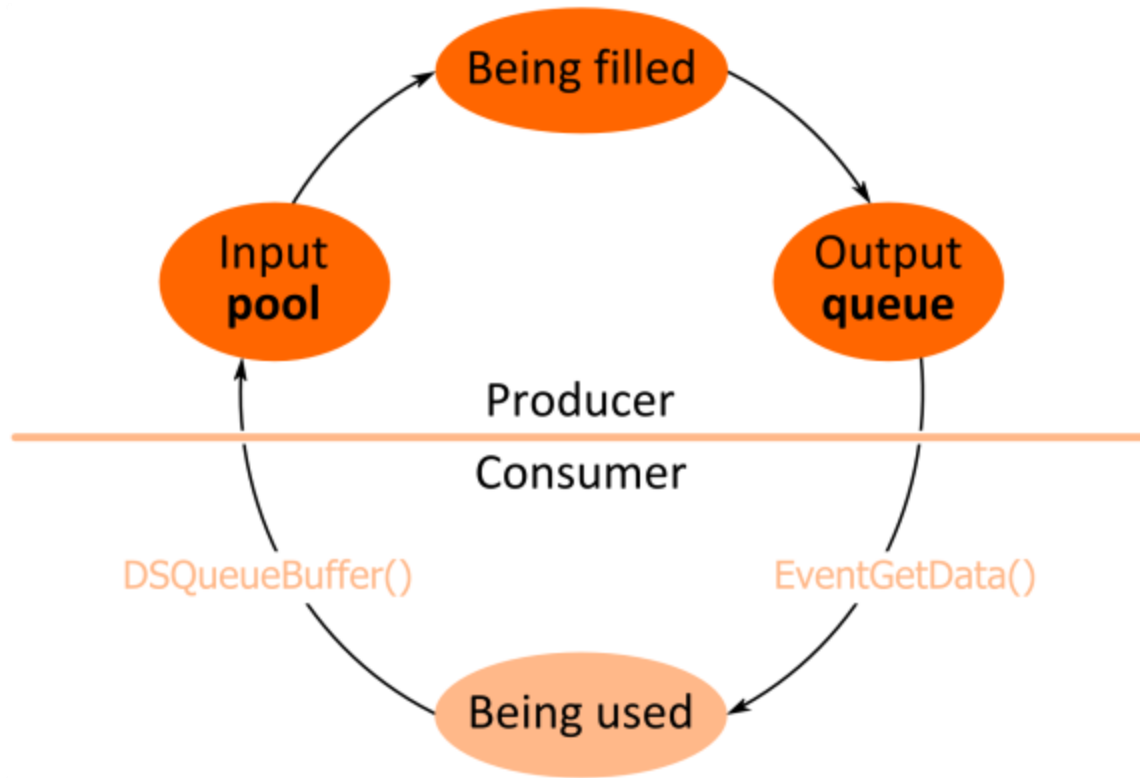 Being filled
Input
pool
Output
queue
Producer
Consumer
DSQueueBuffer()
EventGetData()
Being used